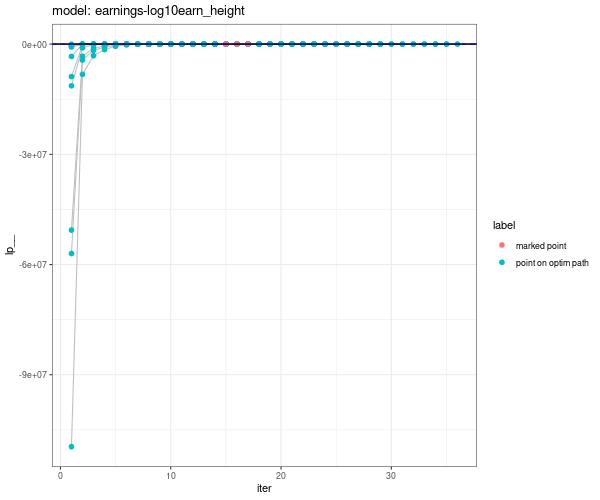 model: earnings-log10earn_height
0e+00
-3e+07
-6e+07
-9e+07
lp__
0 10 20 30
iter
label
marked point
point on optim path